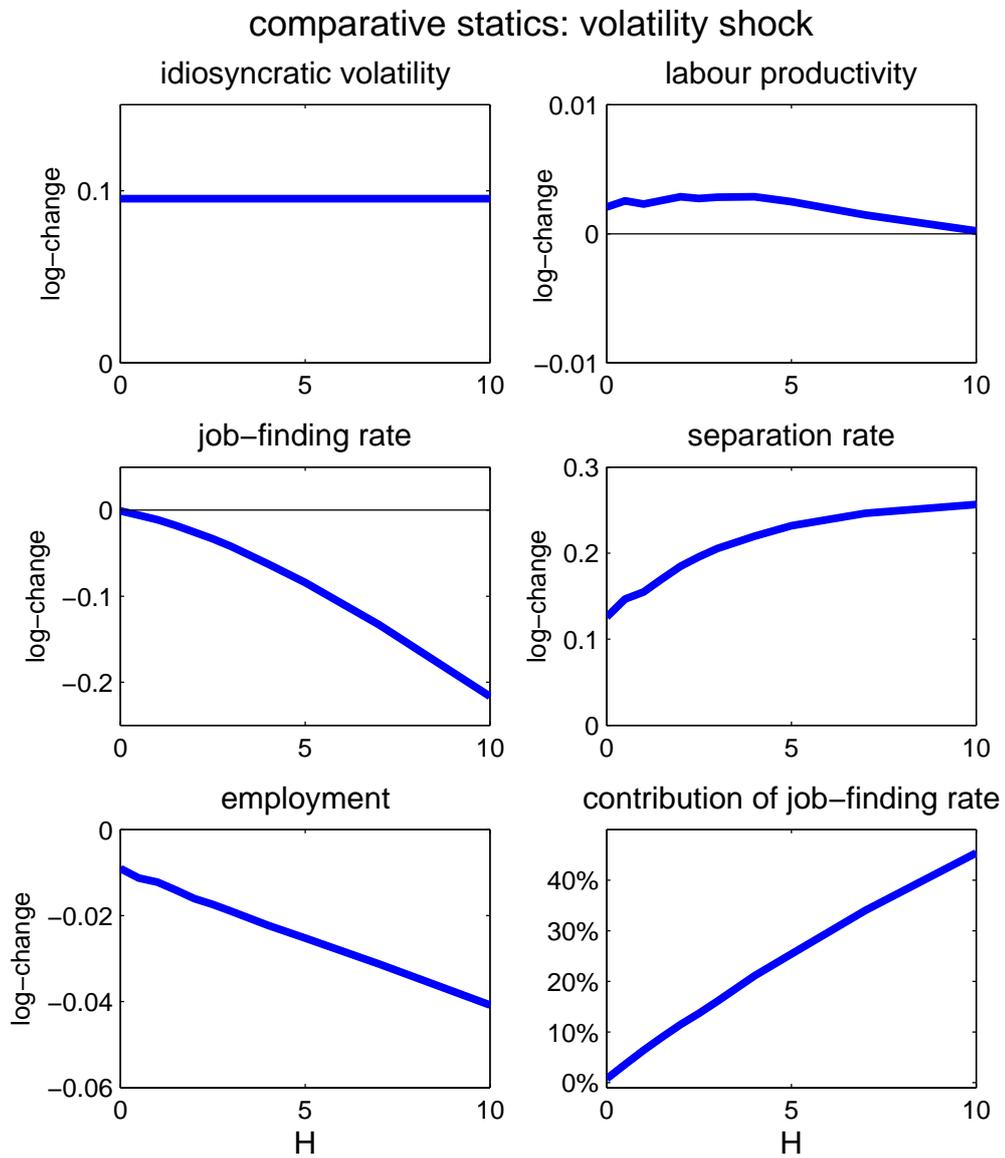 comparative statics: volatility shock
idiosyncratic volatility
log−change
0.1
0
0
5
10
labour productivity
log−change
0.01
0
−0.01
0
5
10
job−finding rate
log−change
0
−0.1
−0.2
0
5
10
separation rate
log−change
0.3
0.2
0.1
0
0
5
10
employment
log−change
0
−0.02
−0.04
−0.06
0
5
10
H
contribution of job−finding rate
40%
30%
20%
10%
0%
0
5
10
H